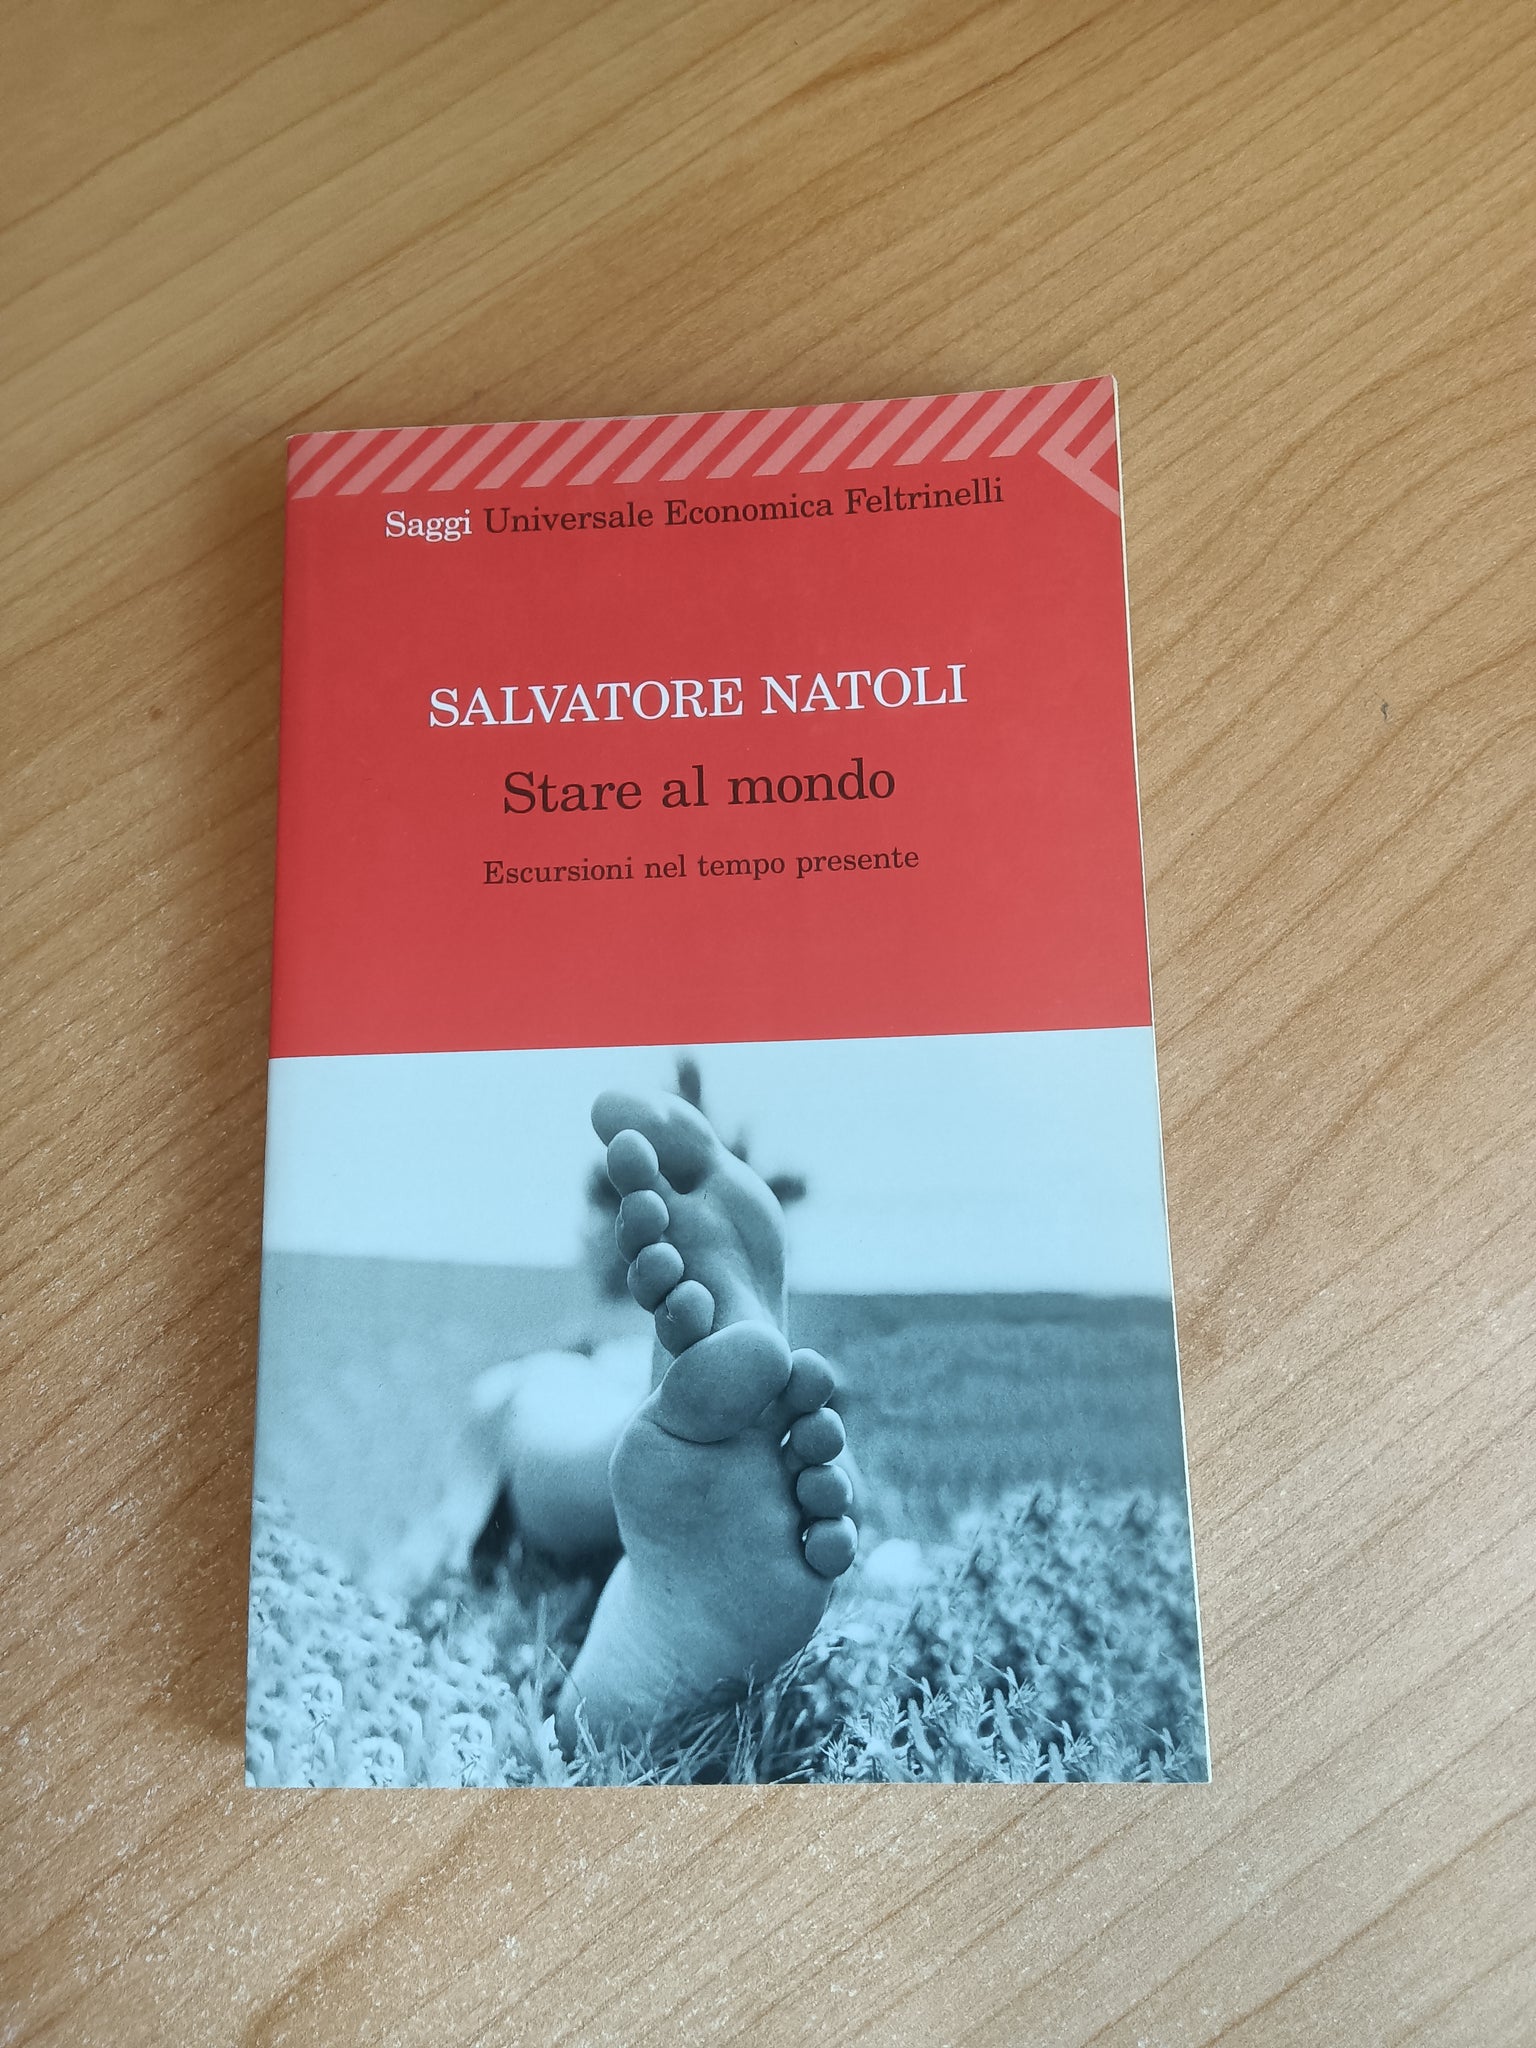 Saggi Universale Economica Feltrinelli
SALVATORE NATOLI
Stare al mondo
Escursioni nel tempo presente